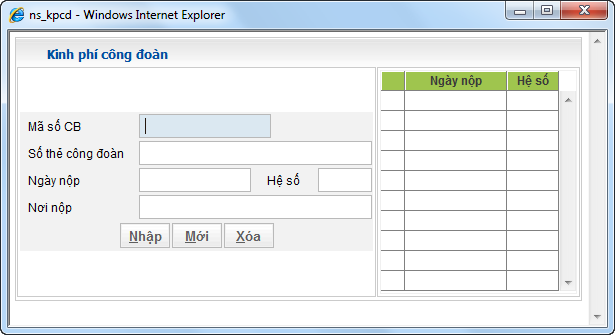 ns_kpcd - Windows Internet Explorer
Kinh phí công đoàn
Ngày nộp Hệ số
Mã số CB
Số thẻ công đoàn
Ngày nộp Hệ số
Nơi nộp
Nhập Mới Xóa